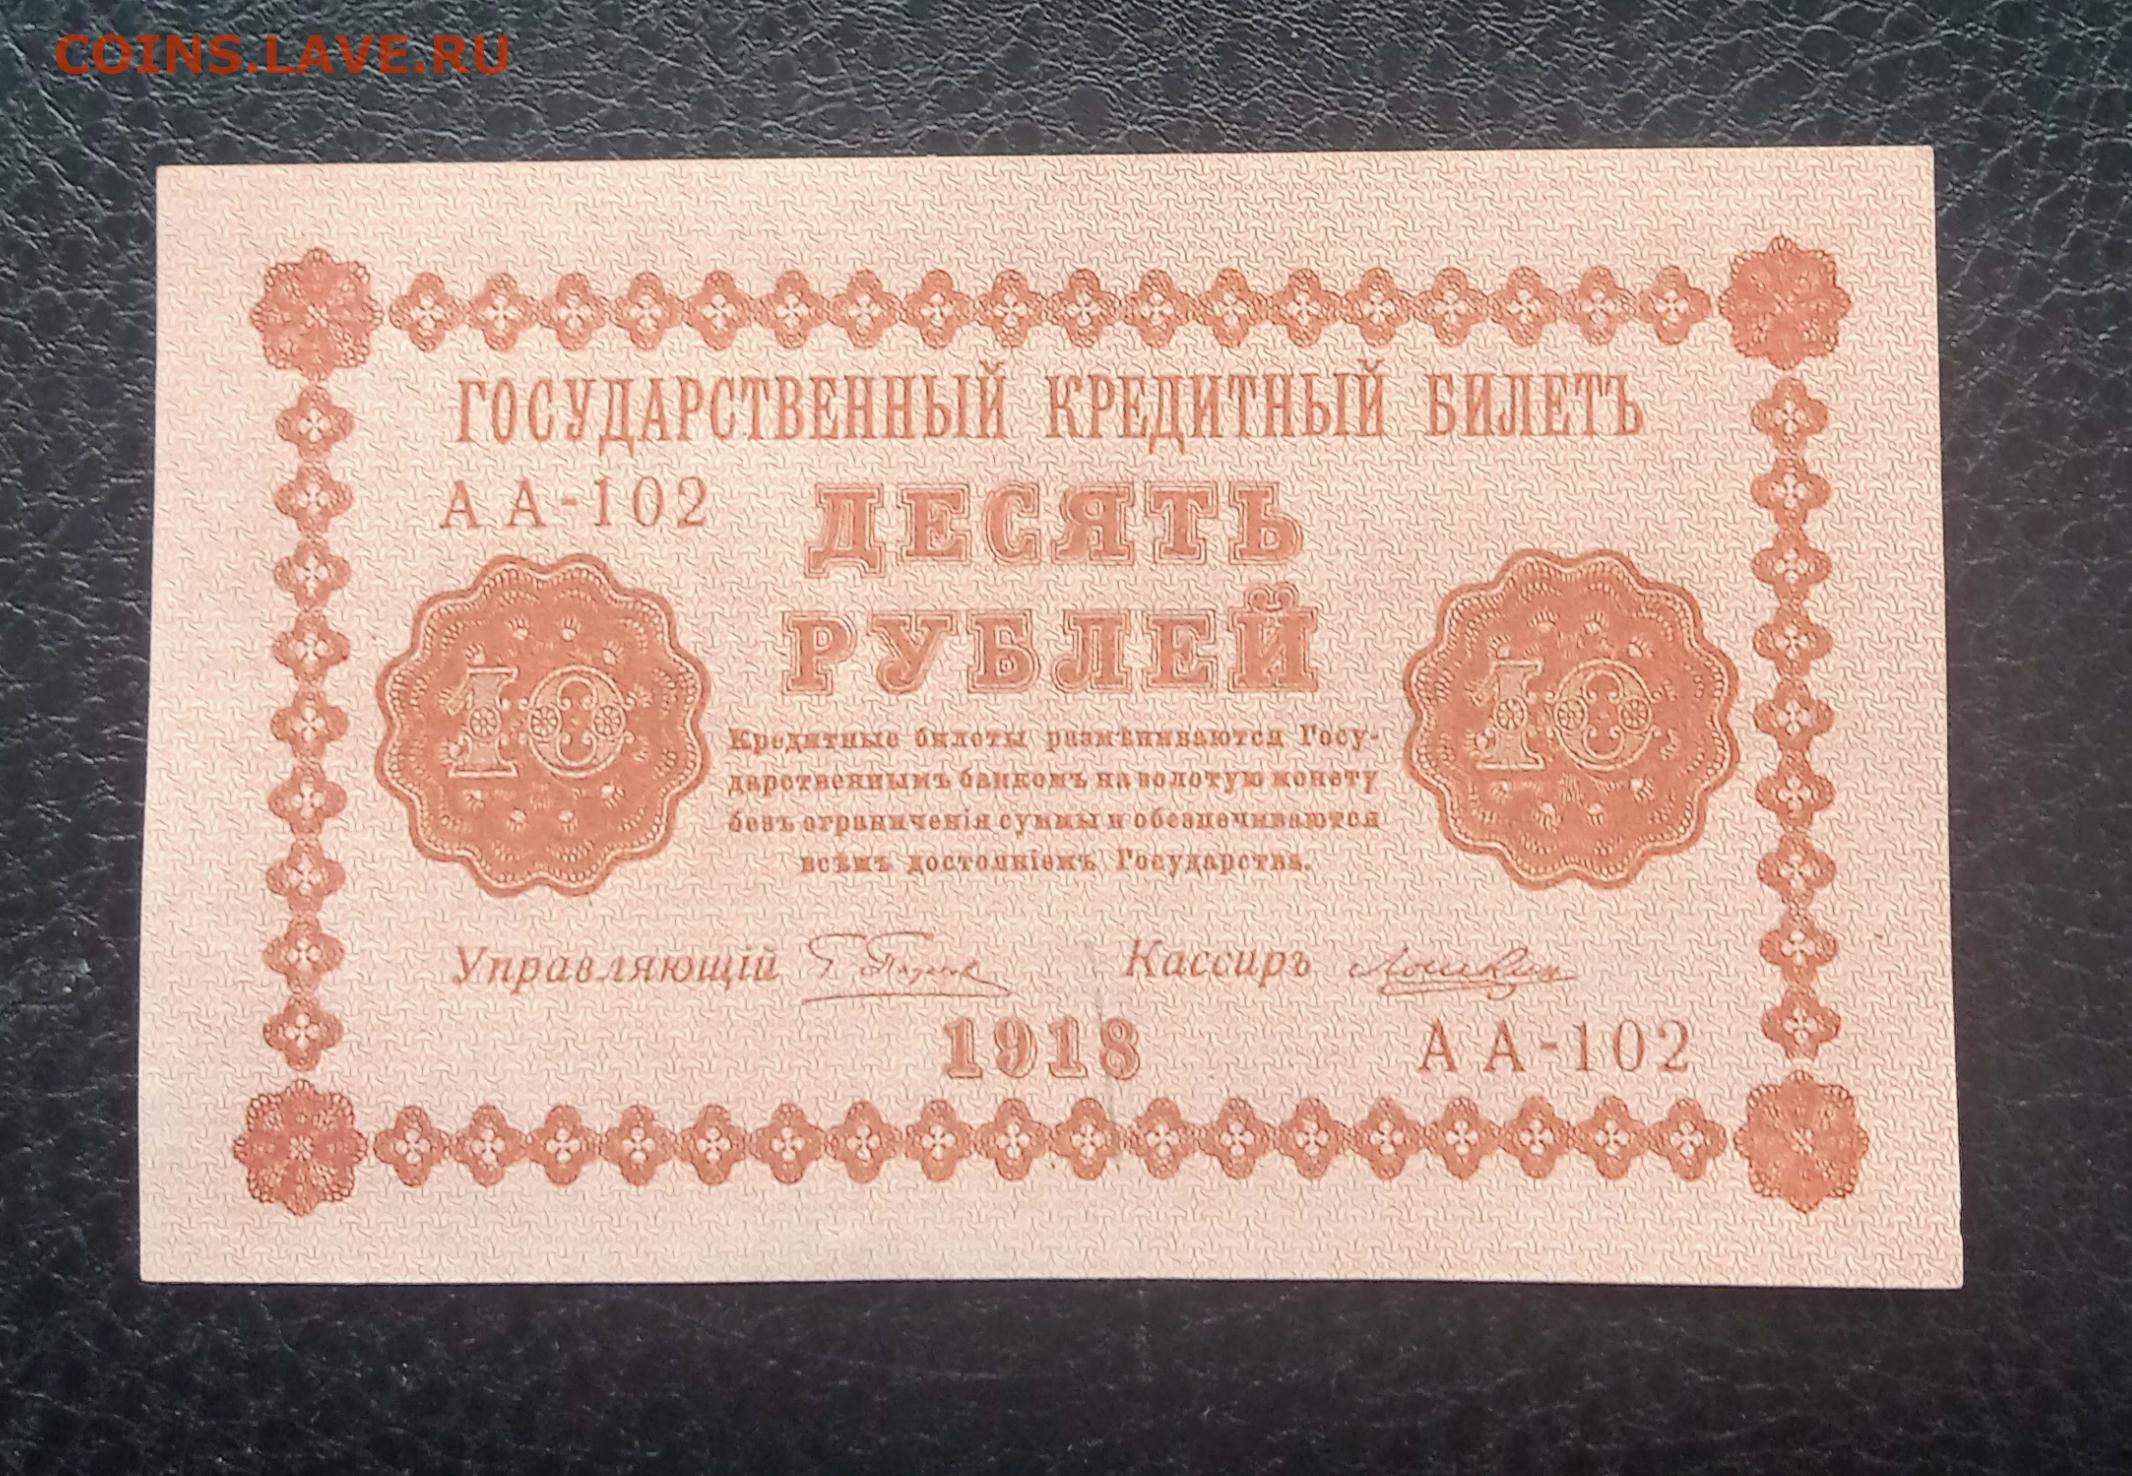 COINS.LAVE.RU
ГОСУДАРСТВЕННЫЙ КРЕДИТНЫЙ БИЛЕТЪ
АА-102
ДЕСЯТЬ
РУБЛЕЙ
10
10
Кредитные билеты размѣниваются Госу-
дарственнымъ банкомъ на золотую монету
безъ ограниченія суммы и обезпечиваются
всѣмъ достояніемъ Государства.
Управляющій
Кассиръ
1918
АА-102